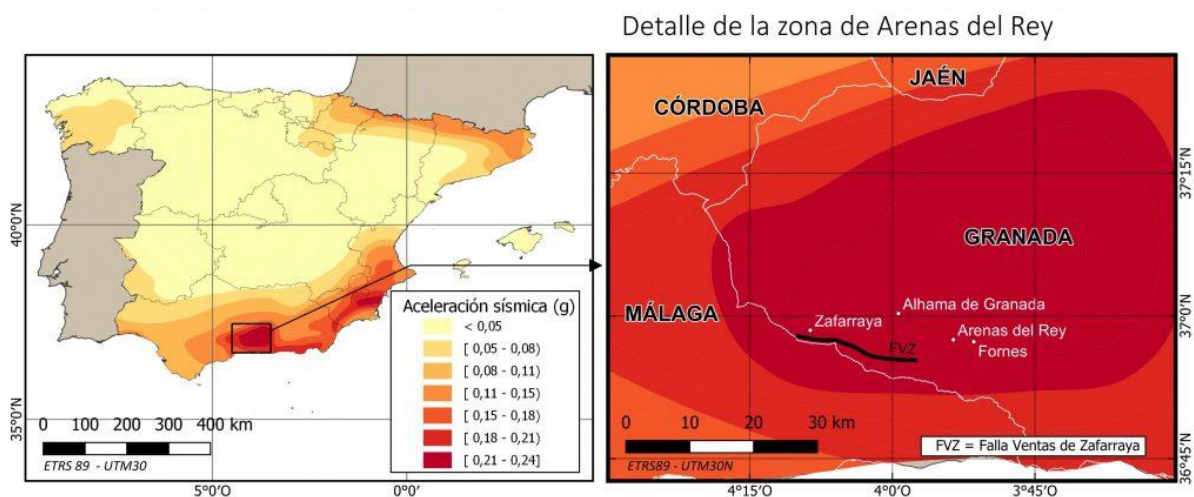 Detalle de la zona de Arenas del Rey
40°0'N
35°0'N
5°0'O
0°0'
Aceleración sísmica (g)
< 0,05
[ 0,05 - 0,08)
[ 0,08 - 0,11)
[ 0,11 - 0,15)
[ 0,15 - 0,18)
[ 0,18 - 0,21)
[ 0,21 - 0,24]
0 100 200 300 400 km
ETRS 89 - UTM30
JAÉN
CÓRDOBA
37°15'N
GRANADA
MÁLAGA
Alhama de Granada
37°0'N
Zafarraya
Arenas del Rey
Fornes
FVZ
0 10 20 30 km
FVZ = Falla Ventas de Zafarraya
ETRS89 - UTM30N
36°45'N
4°15'O
4°0'O
3°45'O